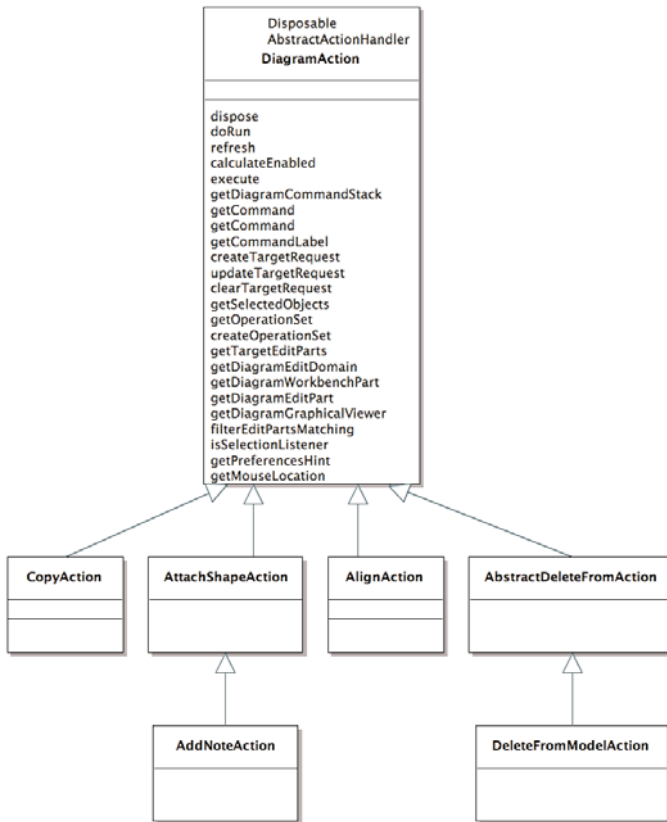 Disposable
AbstractActionHandler
DiagramAction
dispose
doRun
refresh
calculateEnabled
execute
getDiagramCommandStack
getCommand
getCommand
getCommandLabel
createTargetRequest
updateTargetRequest
clearTargetRequest
getSelectedObjects
getOperationSet
createOperationSet
getTargetEditParts
getDiagramEditDomain
getDiagramWorkbenchPart
getDiagramEditPart
getDiagramGraphicalViewer
filterEditPartsMatching
isSelectionListener
getPreferencesHint
getMouseLocation
CopyAction
AttachShapeAction
AlignAction
AbstractDeleteFromAction
AddNoteAction
DeleteFromModelAction